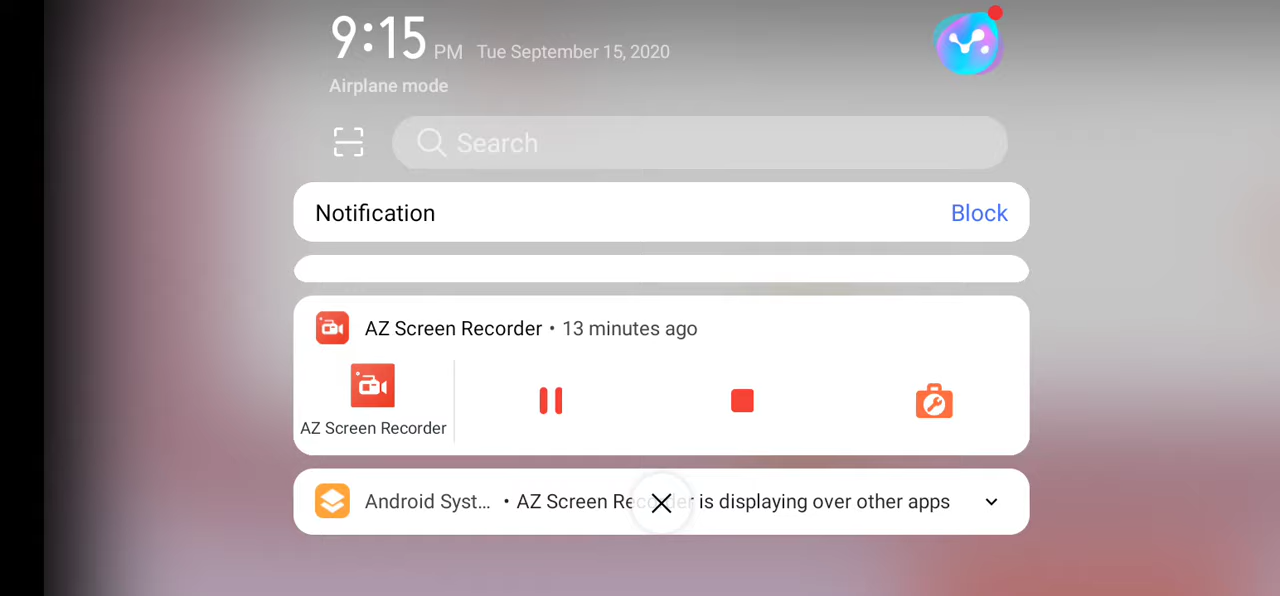 9:15 PM Tue September 15, 2020
Airplane mode
Search
Notification Block
AZ Screen Recorder • 13 minutes ago
AZ Screen Recorder
Android Syst... • AZ Screen Recorder is displaying over other apps